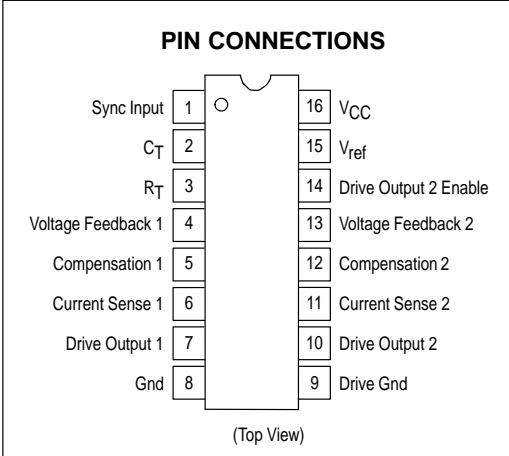 PIN CONNECTIONS
Sync Input 1 16 VCC
CT 2 15 Vref
RT 3 14 Drive Output 2 Enable
Voltage Feedback 1 4 13 Voltage Feedback 2
Compensation 1 5 12 Compensation 2
Current Sense 1 6 11 Current Sense 2
Drive Output 1 7 10 Drive Output 2
Gnd 8 9 Drive Gnd
(Top View)